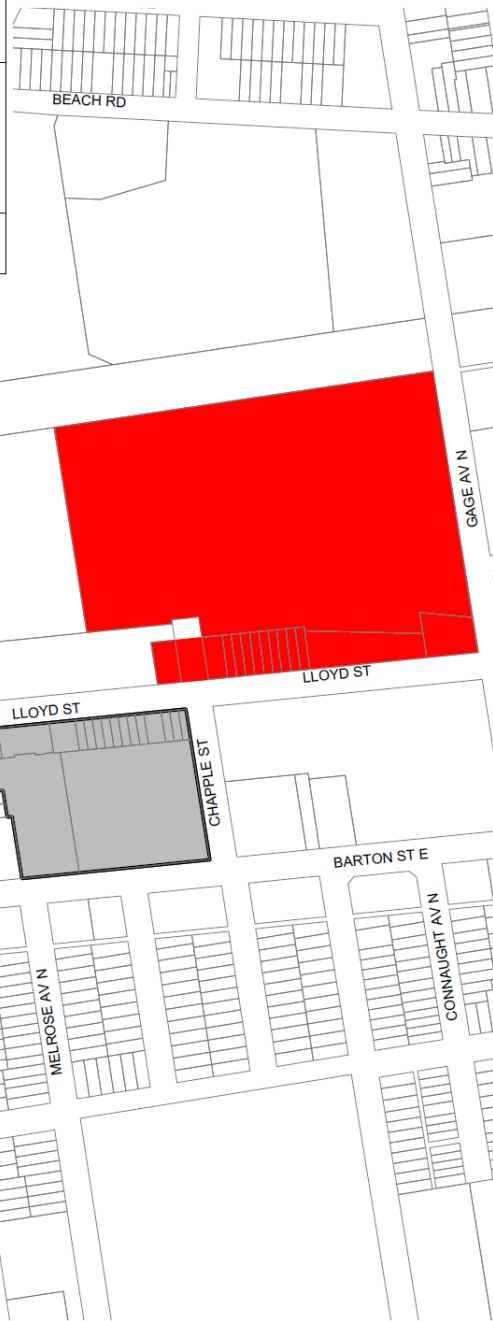 BEACH RD
GAGE AV N
LLOYD ST
LLOYD ST
CHAPPLE ST
BARTON ST E
CONNAUGHT AV N
MELROSE AV N